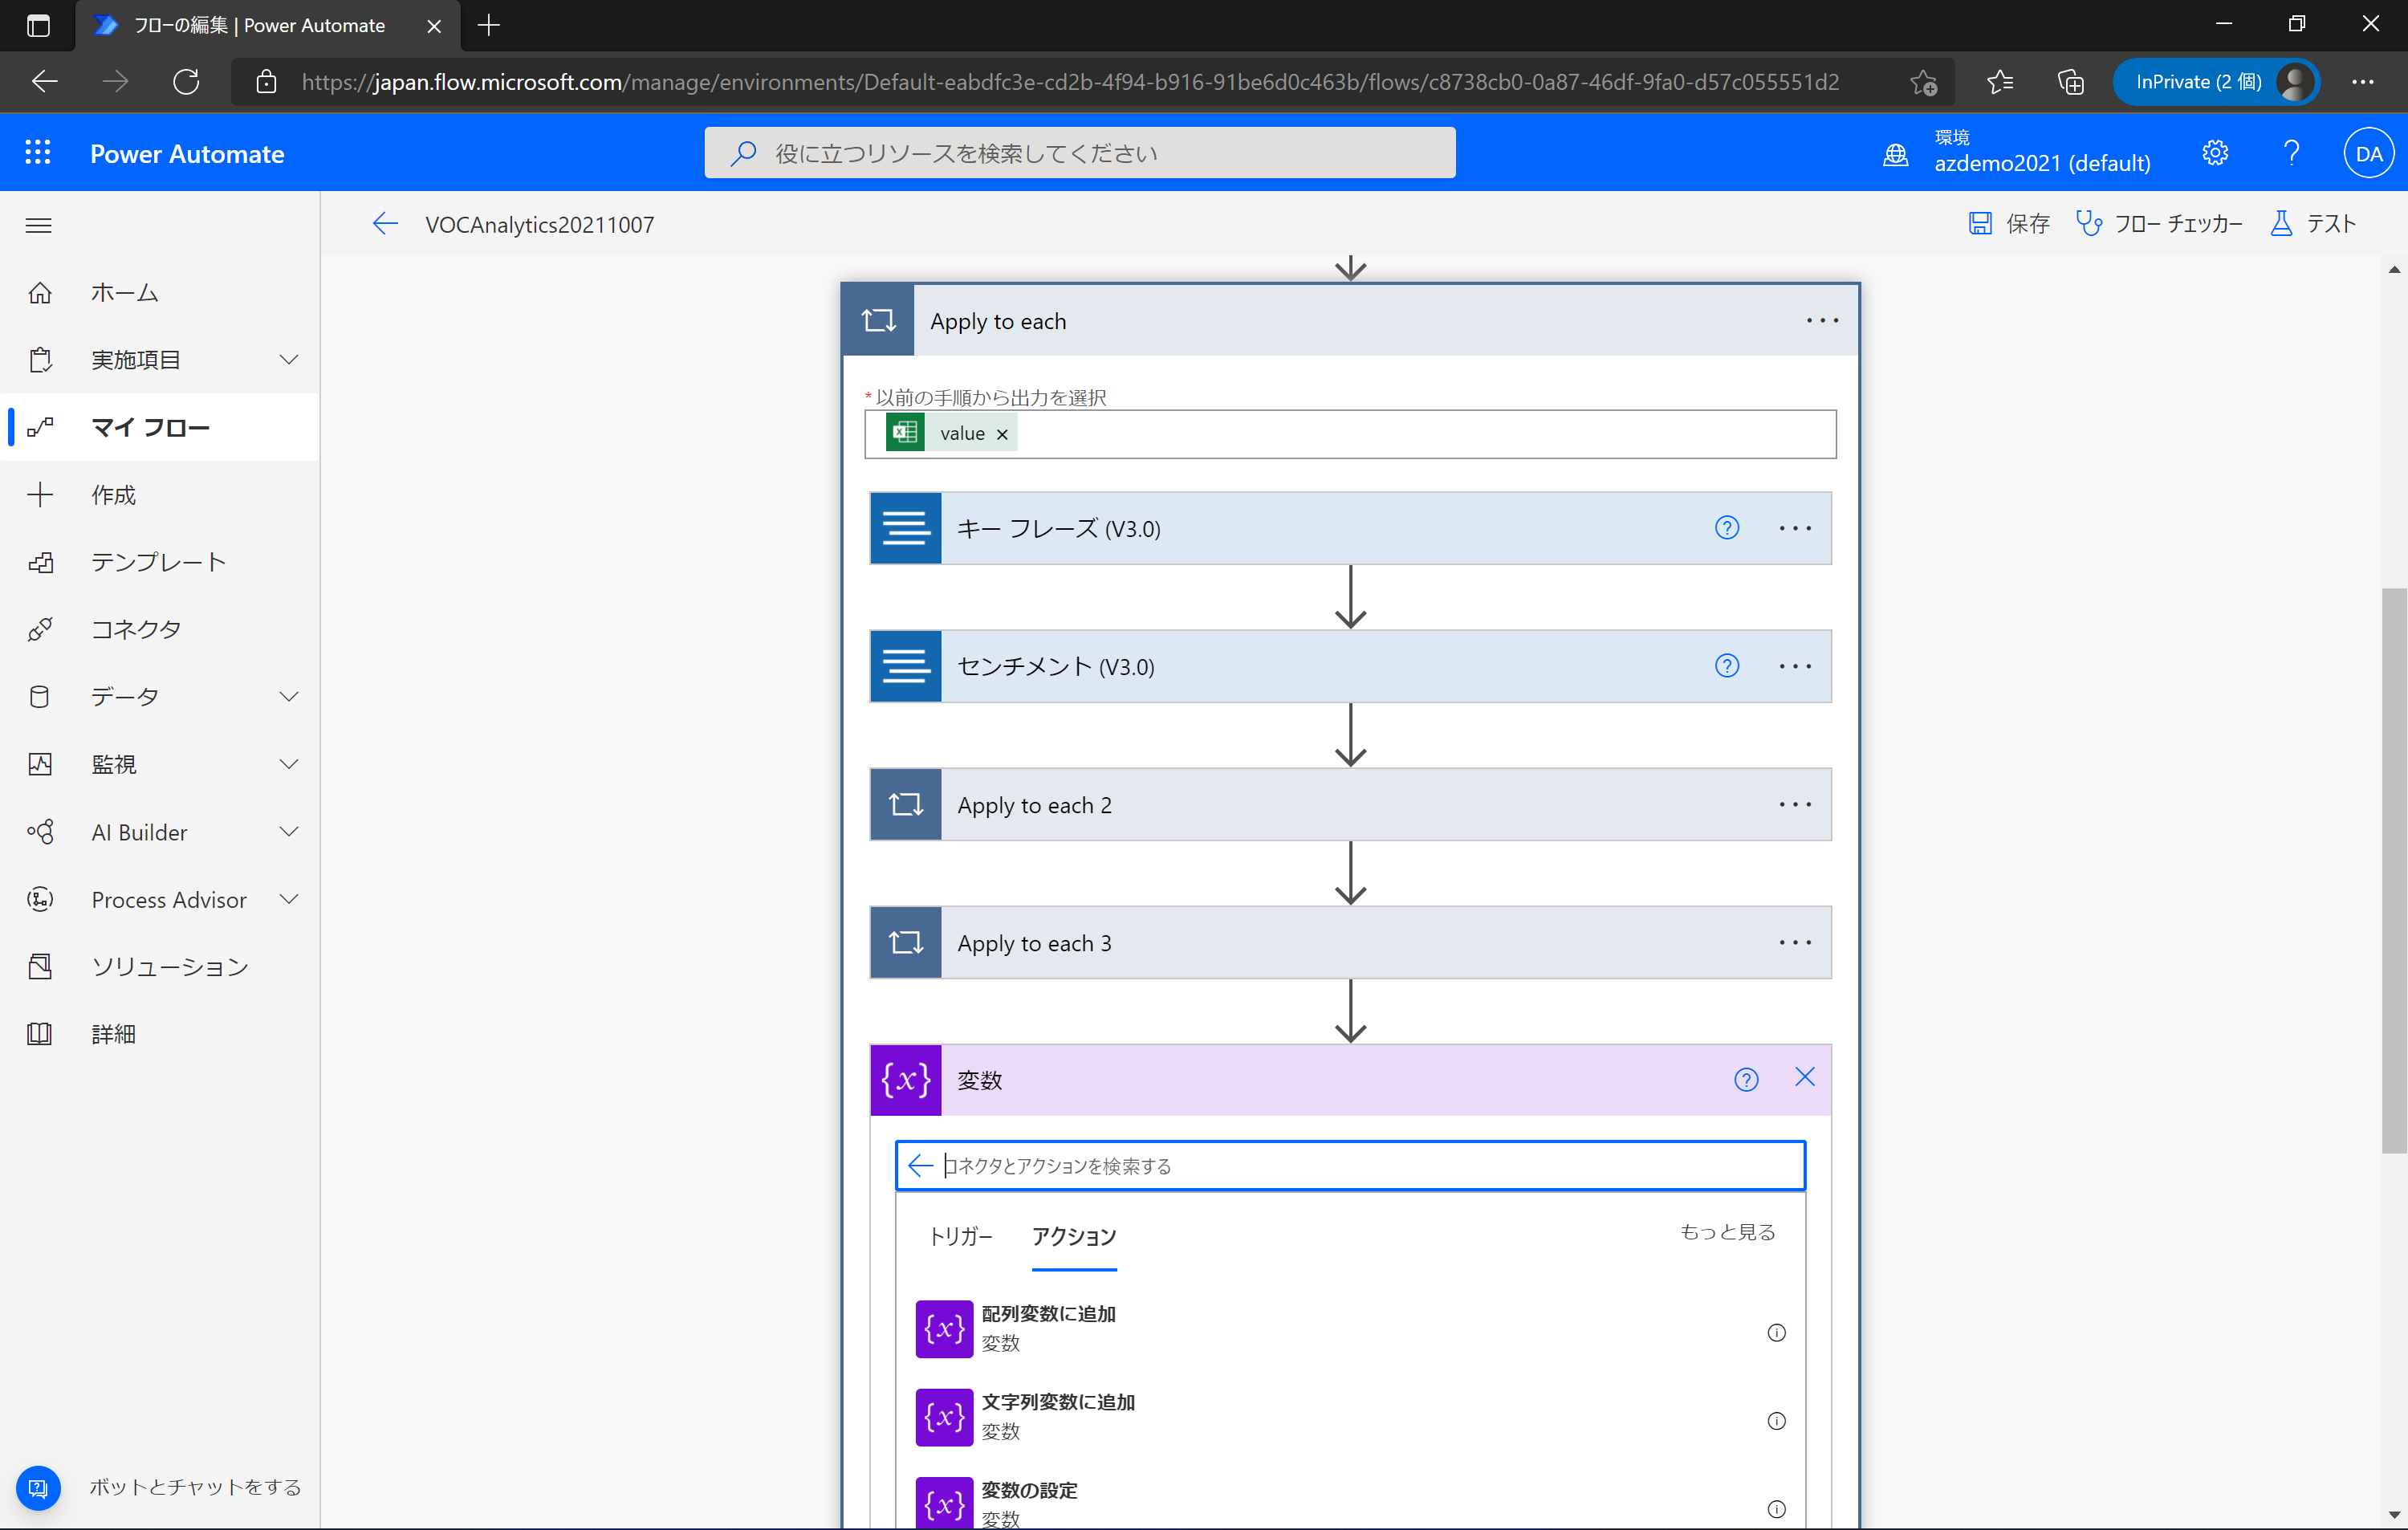 フローの編集 | Power Automate
https://japan.flow.microsoft.com/manage/environments/Default-eabdfc3e-cd2b-4f94-b916-91be6d0c463b/flows/c8738cb0-0a87-46df-9fa0-d57c055551d2
InPrivate (2 個)
Power Automate
役に立つリソースを検索してください
環境
azdemo2021 (default)
DA
VOCAnalytics20211007
保存
フロー チェッカー
テスト
ホーム
実施項目
マイ フロー
作成
テンプレート
コネクタ
データ
監視
AI Builder
Process Advisor
ソリューション
詳細
ボットとチャットをする
Apply to each
*以前の手順から出力を選択
value
キー フレーズ (V3.0)
センチメント (V3.0)
Apply to each 2
Apply to each 3
{x} 変数
コネクタとアクションを検索する
トリガー
アクション
もっと見る
{x} 配列変数に追加
変数
{x} 文字列変数に追加
変数
{x} 変数の設定
変数